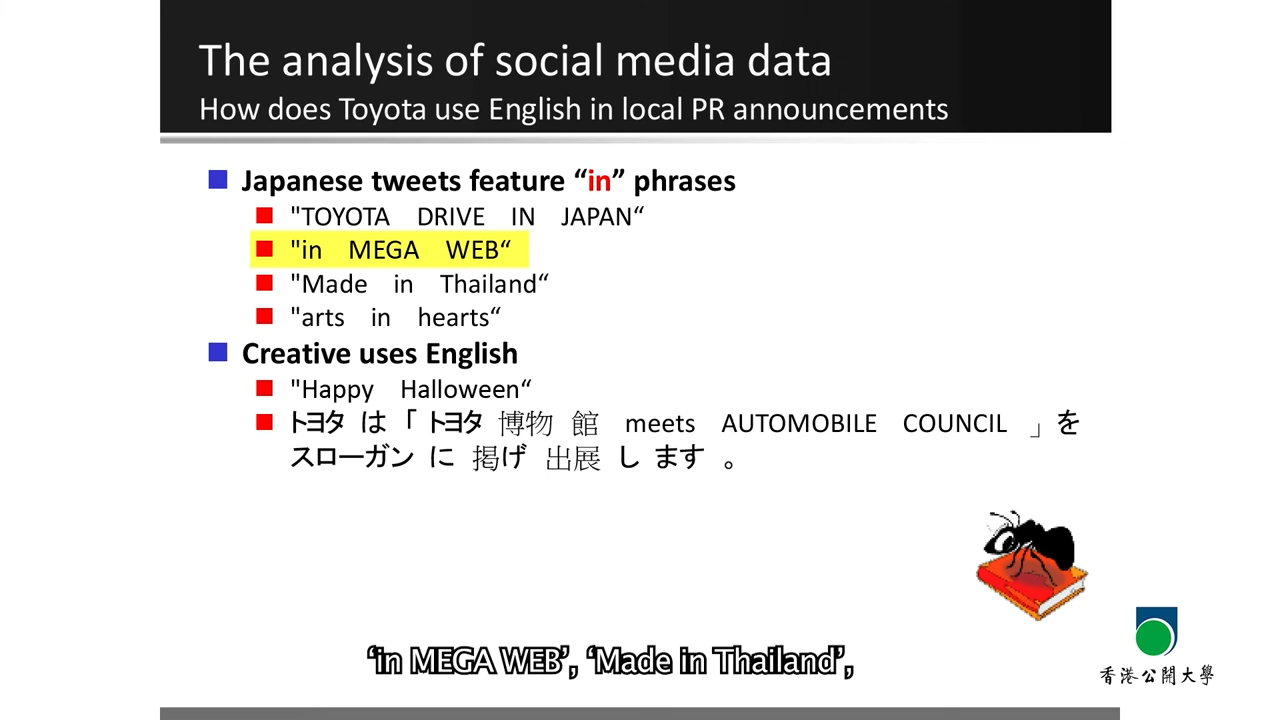 The analysis of social media data
How does Toyota use English in local PR announcements
Japanese tweets feature “in” phrases
"TOYOTA DRIVE IN JAPAN“
"in MEGA WEB“
"Made in Thailand“
"arts in hearts“
Creative uses English
"Happy Halloween“
トヨタ は 「 トヨタ 博物 館 meets AUTOMOBILE COUNCIL 」を
スローガン に 掲げ 出展 し ます 。
‘in MEGA WEB’, ‘Made in Thailand’,
香港公開大學